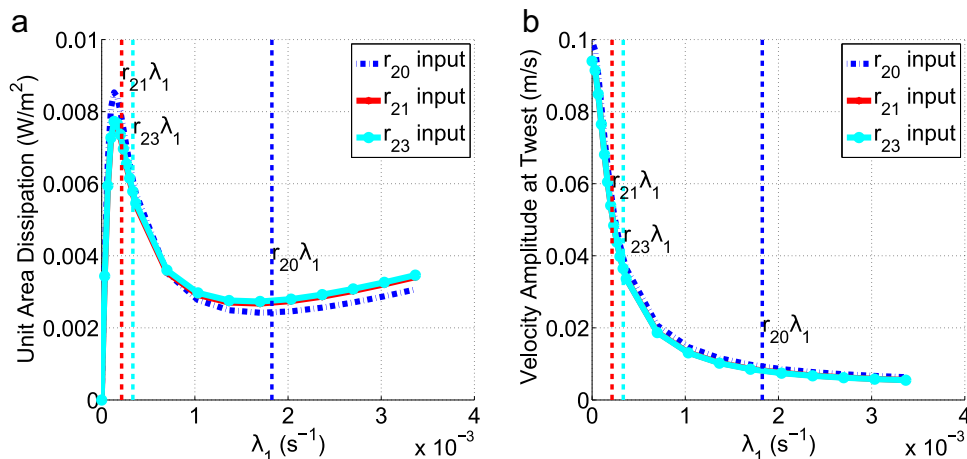 a
Unit Area Dissipation (W/m²)
0.01
0.008
0.006
0.004
0.002
0
r₂₁λ₁
r₂₃λ₁
r₂₀λ₁
r₂₀ input
r₂₁ input
r₂₃ input
0 1 2 3 4
λ₁ (s⁻¹)
x 10⁻³
b
Velocity Amplitude at Twest (m/s)
0.1
0.08
0.06
0.04
0.02
0
r₂₁λ₁
r₂₃λ₁
r₂₀λ₁
r₂₀ input
r₂₁ input
r₂₃ input
0 1 2 3 4
λ₁ (s⁻¹)
x 10⁻³